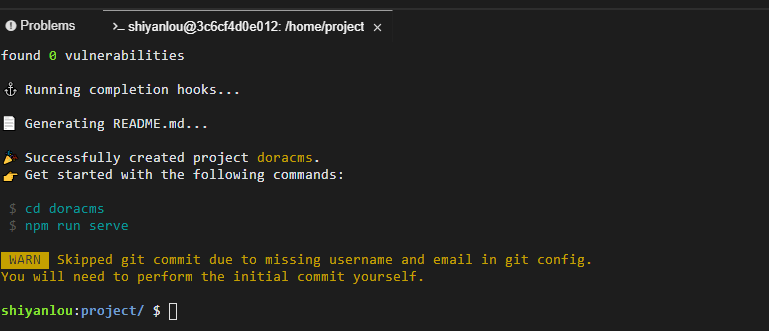 Problems
>_ shiyanlou@3c6cf4d0e012: /home/project ×
found 0 vulnerabilities
⚓ Running completion hooks...
📄 Generating README.md...
🎉 Successfully created project doracms.
👉 Get started with the following commands:
$ cd doracms
$ npm run serve
WARN Skipped git commit due to missing username and email in git config.
You will need to perform the initial commit yourself.
shiyanlou:project/ $